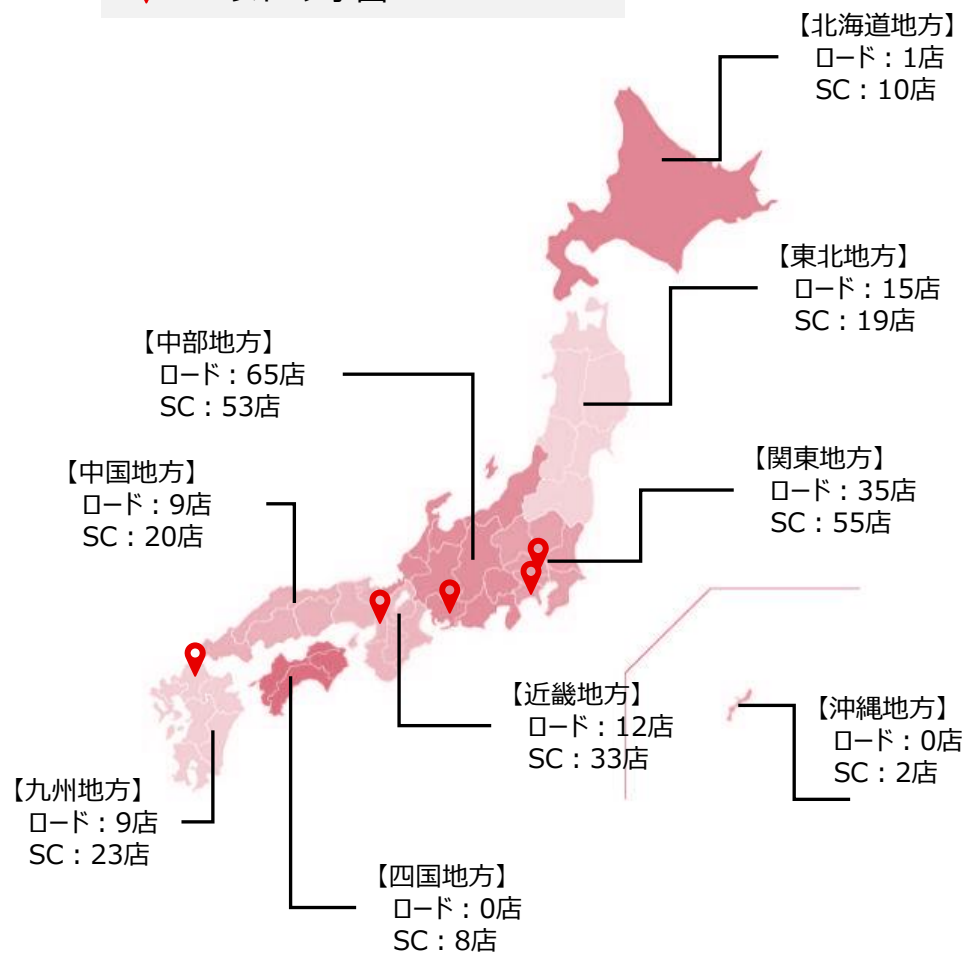 【北海道地方】
ロード：1店
SC：10店
【東北地方】
ロード：15店
SC：19店
【中部地方】
ロード：65店
SC：53店
【中国地方】
ロード：9店
SC：20店
【関東地方】
ロード：35店
SC：55店
【近畿地方】
ロード：12店
SC：33店
【沖縄地方】
ロード：0店
SC：2店
【九州地方】
ロード：9店
SC：23店
【四国地方】
ロード：0店
SC：8店